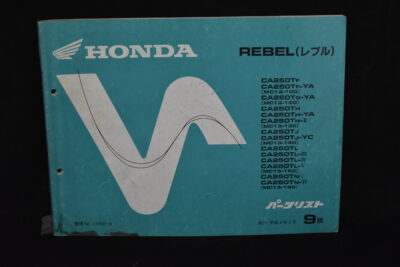 HONDA
REBEL(レブル)
CA250TF
CA250TF-YA
[MC13-100]
CA250TG-YA
[MC13-120]
CA250TH
CA250TH-YA
CA250TH-Ⅱ
[MC13-130]
CA250TJ
CA250TJ-YC
[MC13-140]
CA250TL
CA250TL-Ⅲ
CA250TL-Ⅳ
CA250TL-Ⅴ
[MC13-150]
CA250TN
CA250TN-Ⅱ
[MC13-160]
パーツリスト
9版